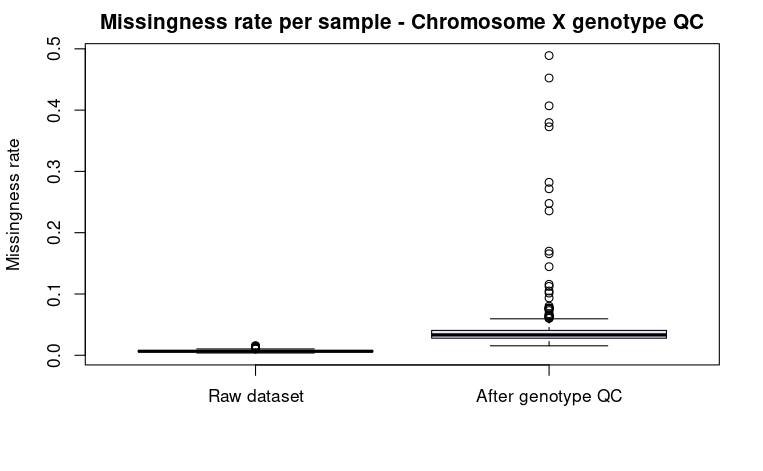 Missingness rate per sample - Chromosome X genotype QC
Missingness rate
0.5
0.4
0.3
0.2
0.1
0.0
Raw dataset
After genotype QC